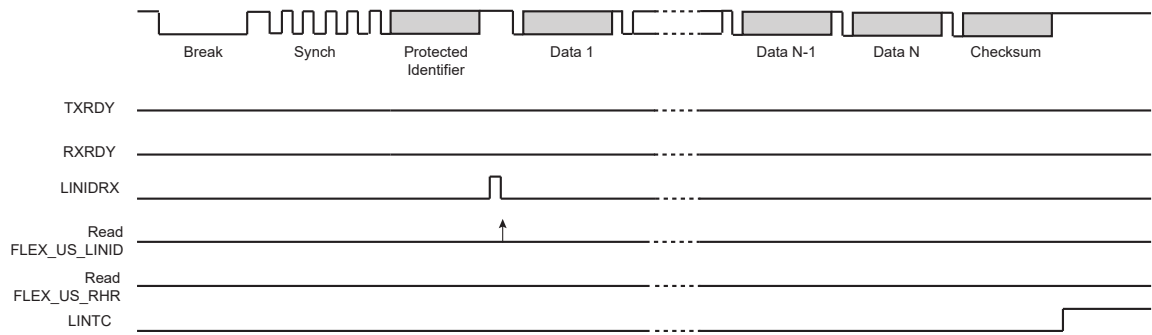 Break Synch Protected Data 1 Data N-1 Data N Checksum
Identifier
TXRDY
RXRDY
LINIDRX
Read
FLEX_US_LINID
Read
FLEX_US_RHR
LINTC